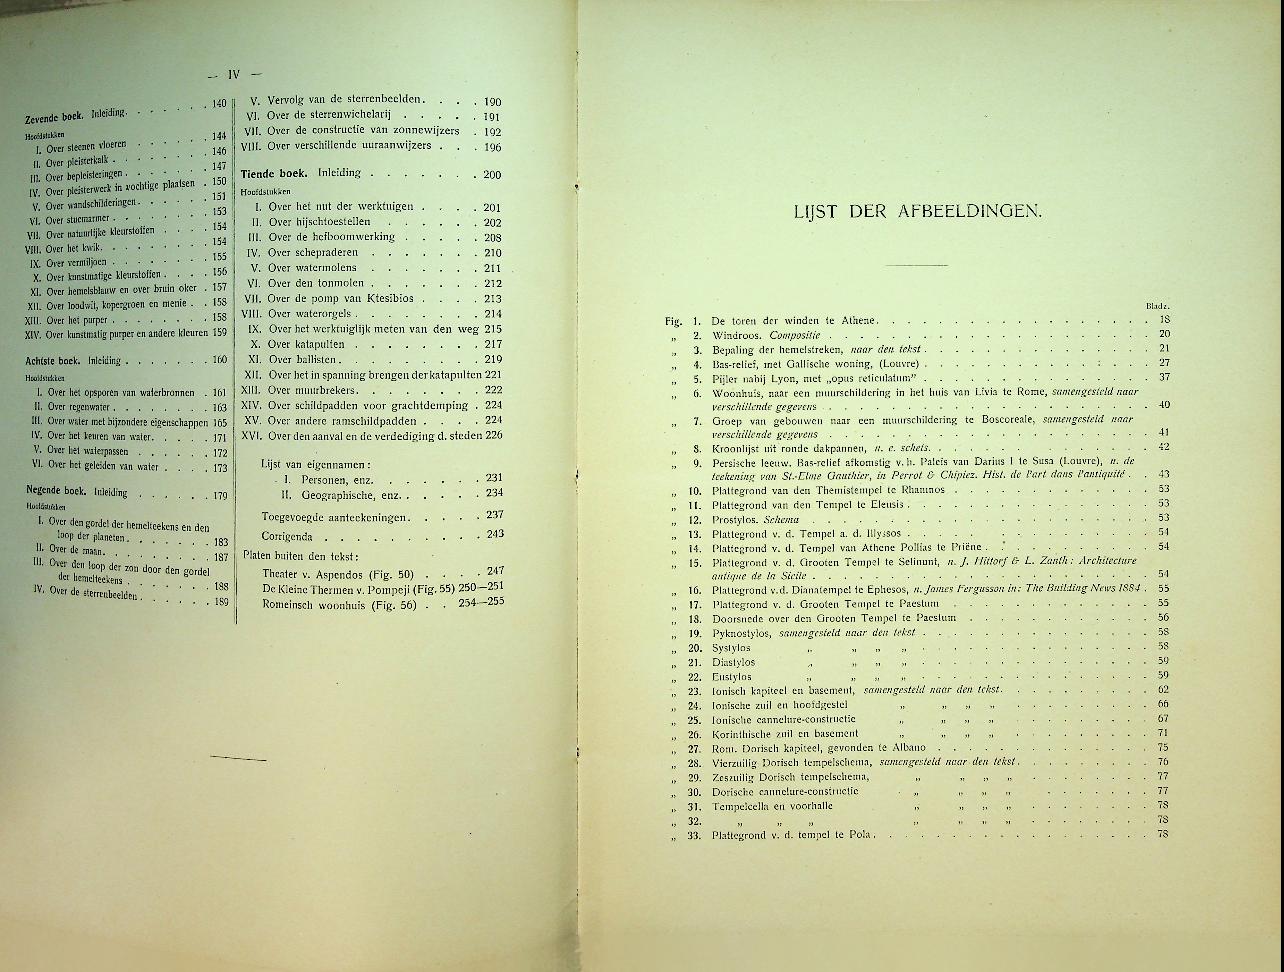 — IV —
Zevende boek. Inleiding. . . . . . . 140
Hoofdstukken
I. Over steenen vloeren . . . . . 144
II. Over pleisterkalk . . . . . . . 146
III. Over bepleisteringen . . . . . . 147
IV. Over pleisterwerk in vochtige plaatsen . 150
V. Over wandschilderingen. . . . . . 151
VI. Over stucmarmer . . . . . . . 153
VII. Over natuurlijke kleurstoffen . . . . 154
VIII. Over het kwik. . . . . . . . 154
IX. Over vermiljoen . . . . . . . 155
X. Over kunstmatige kleurstoffen . . . . 156
XI. Over hemelsblauw en over bruin oker . 157
XII. Over loodwit, kopergroen en menie . . 158
XIII. Over het purper . . . . . . . 158
XIV. Over kunstmatig purper en andere kleuren 159
Achtste boek. Inleiding . . . . . . . 160
Hoofdstukken
I. Over het opsporen van waterbronnen . 161
II. Over regenwater . . . . . . . 163
III. Over water met bijzondere eigenschappen 165
IV. Over het keuren van water. . . . . 171
V. Over het waterpassen . . . . . . 172
VI. Over het geleiden van water . . . . 173
Negende boek. Inleiding . . . . . . 179
Hoofdstukken
I. Over den gordel der hemelteekens en den
loop der planeten. . . . . . . 183
II. Over de maan. . . . . . . . 187
III. Over den loop der zon door den gordel
der hemelteekens . . . . . . 188
IV. Over de sterrenbeelden . . . . . 189
V. Vervolg van de sterrenbeelden. . . . 190
VI. Over de sterrenwichelarij . . . . . 191
VII. Over de constructie van zonnewijzers . 192
VIII. Over verschillende uuraanwijzers . . . 196
Tiende boek. Inleiding . . . . . . . 200
Hoofdstukken
I. Over het nut der werktuigen . . . . 201
II. Over hijschtoestellen . . . . . . 202
III. Over de hefboomwerking . . . . . 208
IV. Over schepraderen . . . . . . . 210
V. Over watermolens . . . . . . . 211
VI. Over den tonmolen . . . . . . . 212
VII. Over de pomp van Ktesibios . . . . 213
VIII. Over waterorgels . . . . . . . 214
IX. Over het werktuiglijk meten van den weg 215
X. Over katapulten . . . . . . . 217
XI. Over ballisten. . . . . . . . . 219
XII. Over het in spanning brengen der katapulten 221
XIII. Over muurbrekers. . . . . . . . 222
XIV. Over schildpadden voor grachtdemping . 224
XV. Over andere ramschildpadden . . . . 224
XVI. Over den aanval en de verdediging d. steden 226
Lijst van eigennamen:
I. Personen, enz. . . . . . . 231
II. Geographische, enz. . . . . . 234
Toegevoegde aanteekeningen. . . . . 237
Corrigenda . . . . . . . . . . 243
Platen buiten den tekst:
Theater v. Aspendos (Fig. 50) . . . . 247
De Kleine Thermen v. Pompeji (Fig. 55) 250—251
Romeinsch woonhuis (Fig. 56) . . 254—255
LIJST DER AFBEELDINGEN.
Bladz.
Fig. 1. De toren der winden te Athene. . . . . . . . . . . . . . . . . 18
„ 2. Windroos. Compositie . . . . . . . . . . . . . . . . . . . 20
„ 3. Bepaling der hemelstreken, naar den tekst . . . . . . . . . . . . . 21
„ 4. Bas-relief, met Gallische woning, (Louvre) . . . . . . . . . . . . . 27
„ 5. Pijler nabij Lyon, met „opus reticulatum” . . . . . . . . . . . . . 37
„ 6. Woonhuis, naar een muurschildering in het huis van Livia te Rome, samengesteld naar
verschillende gegevens . . . . . . . . . . . . . . . . . . . 40
„ 7. Groep van gebouwen naar een muurschildering te Boscoreale, samengesteld naar
verschillende gegevens . . . . . . . . . . . . . . . . . . . 41
„ 8. Kroonlijst uit ronde dakpannen, n. e. schets. . . . . . . . . . . . . 42
„ 9. Persische leeuw. Bas-relief afkomstig v. h. Paleis van Darius I te Susa (Louvre), n. de
teekening van St.-Elme Gauthier, in Perrot & Chipiez. Hist. de l'art dans l'antiquité . . 43
„ 10. Plattegrond van den Themistempel te Rhamnos . . . . . . . . . . . 53
„ 11. Plattegrond van den Tempel te Eleusis . . . . . . . . . . . . . . 53
„ 12. Prostylos. Schema . . . . . . . . . . . . . . . . . . . . 53
„ 13. Plattegrond v. d. Tempel a. d. Illyssos . . . . . . . . . . . . . . 54
„ 14. Plattegrond v. d. Tempel van Athene Pollias te Priëne . . . . . . . . . 54
„ 15. Plattegrond v. d. Grooten Tempel te Selinunt, n. J. Hittorf & L. Zanth: Architecture
antique de la Sicile . . . . . . . . . . . . . . . . . . . . 54
„ 16. Plattegrond v.d. Dianatempel te Ephesos, n. James Fergusson in: The Building News 1884 . 55
„ 17. Plattegrond v. d. Grooten Tempel te Paestum . . . . . . . . . . . . 55
„ 18. Doorsnede over den Grooten Tempel te Paestum . . . . . . . . . . . 56
„ 19. Pyknostylos, samengesteld naar den tekst . . . . . . . . . . . . . 58
„ 20. Systylos „ „ „ „ . . . . . . . . . . . . . 58
„ 21. Diastylos „ „ „ „ . . . . . . . . . . . . . 59
„ 22. Eustylos „ „ „ „ . . . . . . . . . . . . . 59
„ 23. Ionisch kapiteel en basement, samengesteld naar den tekst. . . . . . . . . 62
„ 24. Ionische zuil en hoofdgestel „ „ „ „ . . . . . . . . 66
„ 25. Ionische cannelure-constructie „ „ „ „ . . . . . . . . 67
„ 26. Korinthische zuil en basement „ „ „ „ . . . . . . . . 71
„ 27. Rom. Dorisch kapiteel, gevonden te Albano . . . . . . . . . . . . . 75
„ 28. Vierzuilig Dorisch tempelschema, samengesteld naar den tekst. . . . . . . . 76
„ 29. Zeszuilig Dorisch tempelschema, „ „ „ „ . . . . . . . 77
„ 30. Dorische cannelure-constructie „ „ „ „ . . . . . . . 77
„ 31. Tempelcella en voorhalle „ „ „ „ . . . . . . . 78
„ 32. „ „ „ „ „ „ „ . . . . . . . 78
„ 33. Plattegrond v. d. tempel te Pola . . . . . . . . . . . . . . . . 78